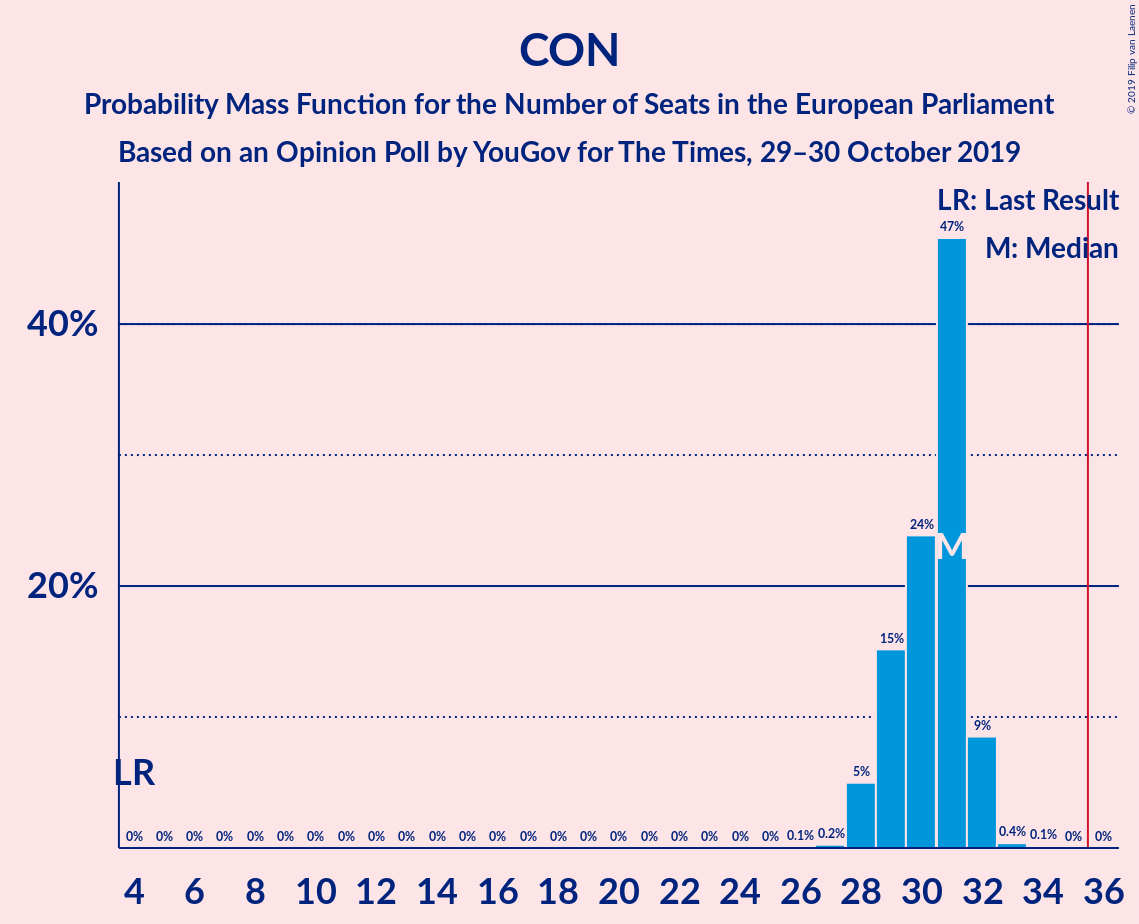 CON
Probability Mass Function for the Number of Seats in the European Parliament
Based on an Opinion Poll by YouGov for The Times, 29–30 October 2019
© 2019 Filip van Laenen
LR: Last Result
M: Median
47%
40%
24%
M
20%
15%
9%
LR
5%
0% 0% 0% 0% 0% 0% 0% 0% 0% 0% 0% 0% 0% 0% 0% 0% 0% 0% 0% 0% 0% 0% 0.1% 0.2% 0.4% 0.1% 0% 0%
4 6 8 10 12 14 16 18 20 22 24 26 28 30 32 34 36